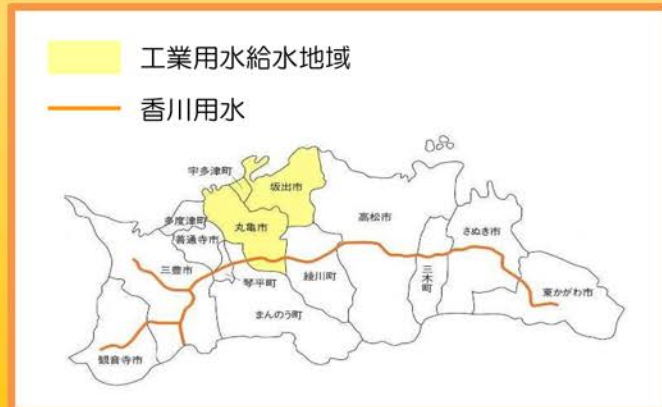 工業用水給水地域
香川用水
宇多津町
坂出市
多度津町
丸亀市
高松市
さぬき市
善通寺市
三豊市
琴平町
綾川町
三木町
東かがわ市
まんのう町
観音寺市